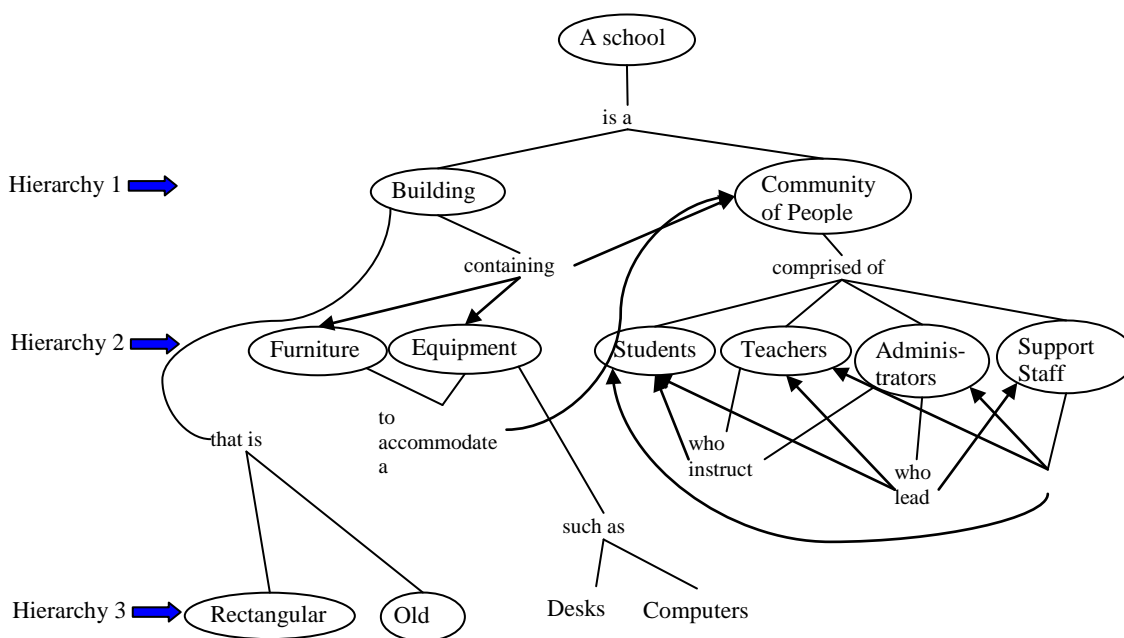 A school
is a
Hierarchy 1
Building
Community
of People
containing
comprised of
Hierarchy 2
Furniture
Equipment
Students
Teachers
Adminis-
trators
Support
Staff
that is
to
accommodate
a
who
instruct
who
lead
such as
Hierarchy 3
Rectangular
Old
Desks
Computers